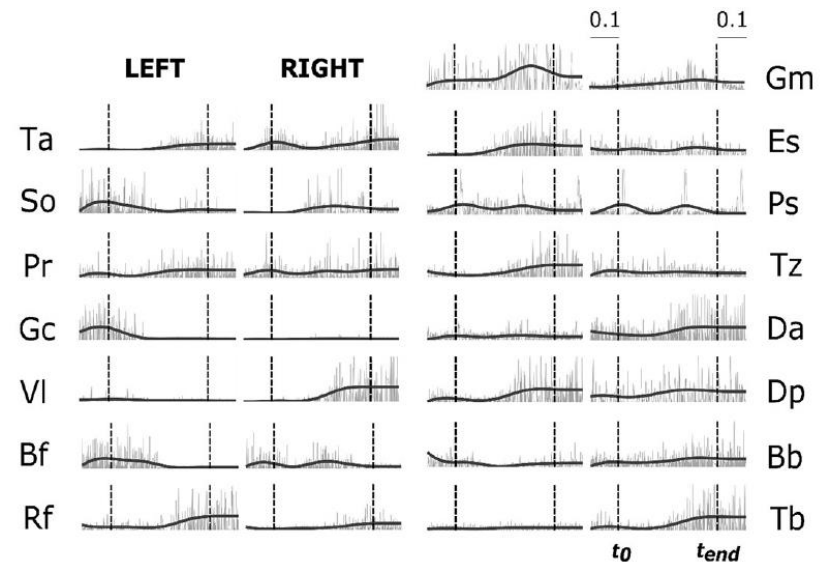 0.1 0.1
LEFT RIGHT Gm
Ta Es
So Ps
Pr Tz
Gc Da
Vl Dp
Bf Bb
Rf Tb
t0 tend